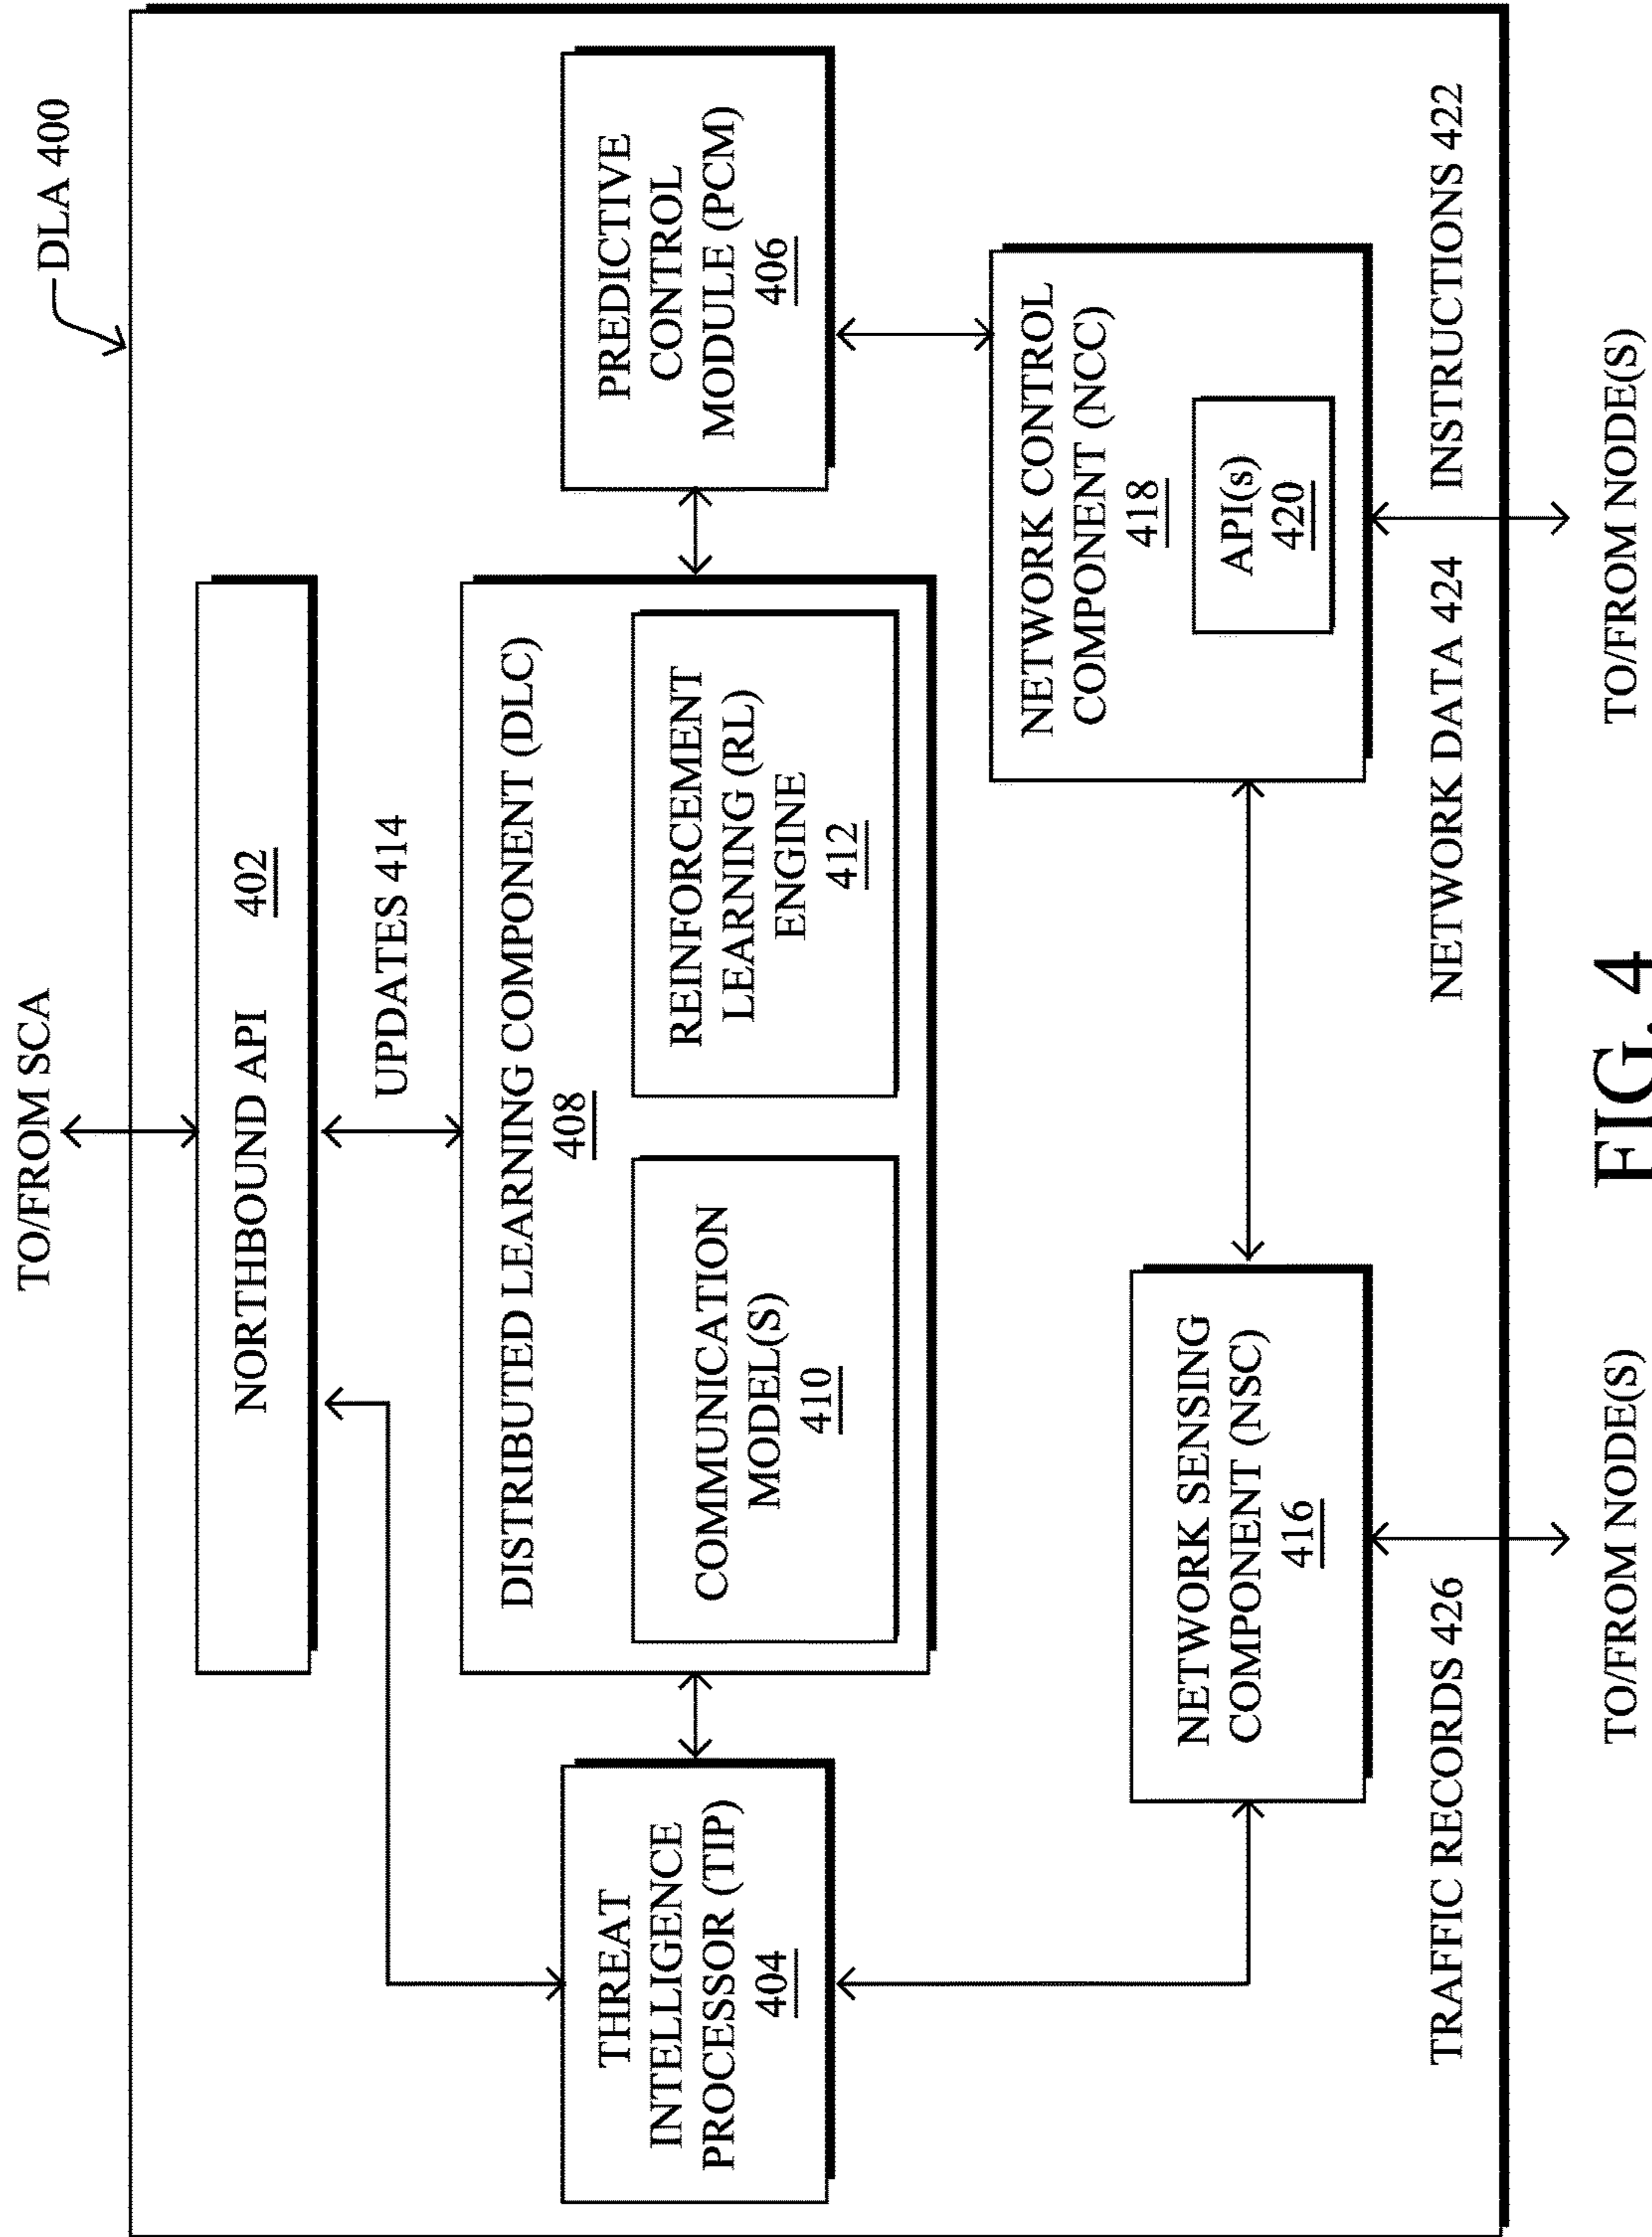 DLA 400
TO/FROM SCA
NORTHBOUND API 402
UPDATES 414
THREAT
INTELLIGENCE
PROCESSOR (TIP)
404
DISTRIBUTED LEARNING COMPONENT (DLC)
408
COMMUNICATION
MODEL(S)
410
REINFORCEMENT
LEARNING (RL)
ENGINE
412
PREDICTIVE
CONTROL
MODULE (PCM)
406
NETWORK SENSING
COMPONENT (NSC)
416
NETWORK CONTROL
COMPONENT (NCC)
418
API(s)
420
TRAFFIC RECORDS 426
NETWORK DATA 424
INSTRUCTIONS 422
TO/FROM NODE(S)
TO/FROM NODE(S)
FIG. 4